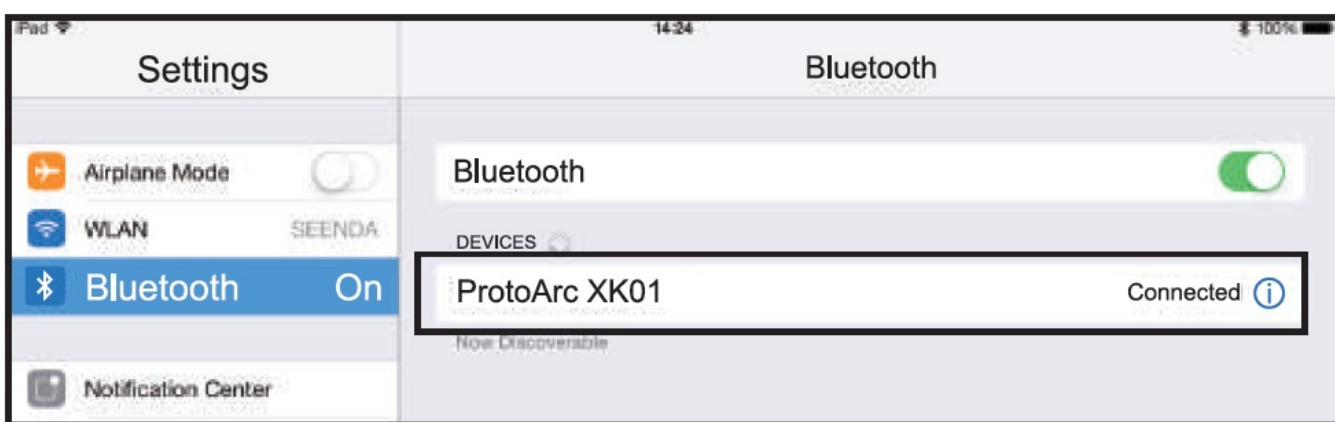 iPad 14:24 100%
Settings Bluetooth
Airplane Mode
WLAN SEENDA
Bluetooth On
Notification Center
Bluetooth
DEVICES
ProtoArc XK01 Connected
Now Discoverable